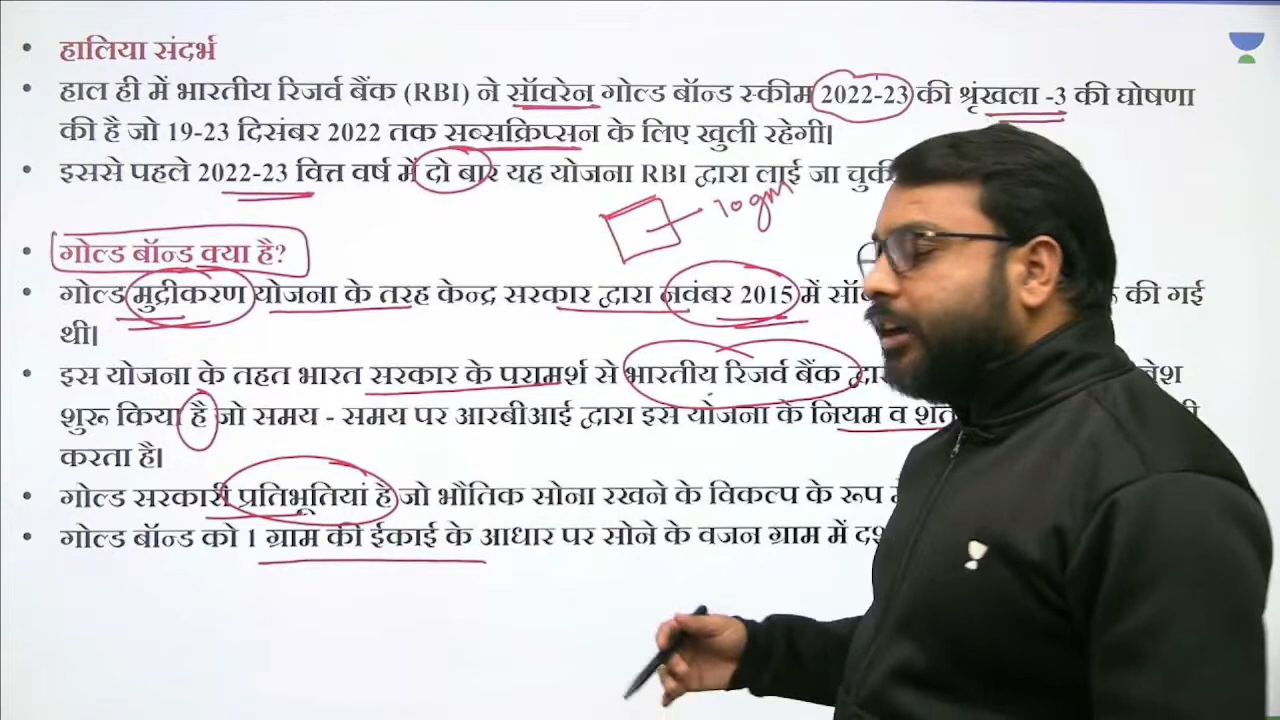 हालिया संदर्भ
हाल ही में भारतीय रिजर्व बैंक (RBI) ने सॉवरेन गोल्ड बॉन्ड स्कीम 2022-23 की श्रृंखला -3 की घोषणा
की है जो 19-23 दिसंबर 2022 तक सब्सक्रिप्सन के लिए खुली रहेगी।
इससे पहले 2022-23 वित्त वर्ष में दो बार यह योजना RBI द्वारा लाई जा
10 gm
गोल्ड बॉन्ड क्या है?
गोल्ड मुद्रीकरण योजना के तरह केन्द्र सरकार द्वारा नवंबर 2015 में की गई
थी।
इस योजना के तहत भारत सरकार के परामर्श से भारतीय रिजर्व बैंक
शुरू किया है जो समय - समय पर आरबीआई द्वारा इस योजना के नियम व
करता है।
गोल्ड सरकारी प्रतिभूतियां ह जो भौतिक सोना रखने के विकल्प के रूप
गोल्ड बॉन्ड को 1 ग्राम की ईकाई के आधार पर सोने के वजन ग्राम में